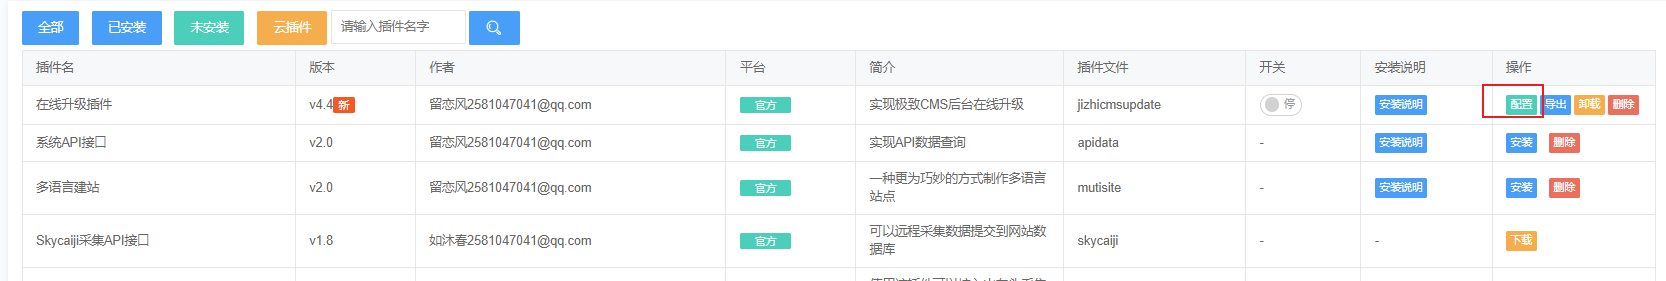 全部 已安装 未安装 云插件 请输入插件名字
插件名 版本 作者 平台 简介 插件文件 开关 安装说明 操作
在线升级插件 v4.4 新 留恋风2581047041@qq.com 官方 实现极致CMS后台在线升级 jizhicmsupdate 停 安装说明 配置 导出 卸载 删除
系统API接口 v2.0 留恋风2581047041@qq.com 官方 实现API数据查询 apidata - 安装说明 安装 删除
多语言建站 v2.0 留恋风2581047041@qq.com 官方 一种更为巧妙的方式制作多语言
站点 mutisite - 安装说明 安装 删除
Skycaiji采集API接口 v1.8 如沐春2581047041@qq.com 官方 可以远程采集数据提交到网站数
据库 skycaiji - - 下载